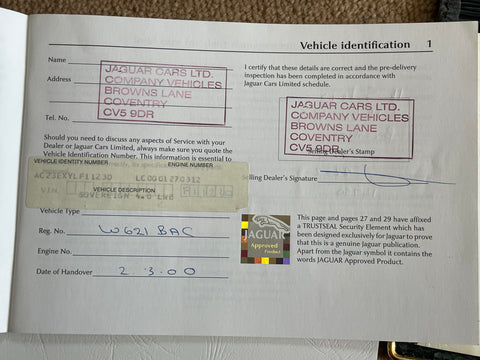 Vehicle identification 1
Name
Address
Tel. No.
JAGUAR CARS LTD.
COMPANY VEHICLES
BROWNS LANE
COVENTRY
CV5 9DR
I certify that these details are correct and the pre-delivery
inspection has been completed in accordance with
Jaguar Cars Limited schedule.
JAGUAR CARS LTD.
COMPANY VEHICLES
BROWNS LANE
COVENTRY
CV5 9DR
Selling Dealer's Stamp
Selling Dealer's Signature
Should you need to discuss any aspects of Service with your
Dealer or Jaguar Cars Limited, always make sure you quote the
Vehicle Identification Number. This information is essential to
VEHICLE IDENTITY NUMBER ENGINE NUMBER
VEHICLE DESCRIPTION
SOVEREIGN 4.0 LWB
Vehicle Type
Reg. No. W621 BAC
Engine No.
Date of Handover 2.3.00
JAGUAR
Approved
Product
This page and pages 27 and 29 have affixed
a TRUSTSEAL Security Element which has
been designed exclusively for Jaguar to prove
that this is a genuine Jaguar publication.
Apart from the Jaguar symbol it contains the
words JAGUAR Approved Product.